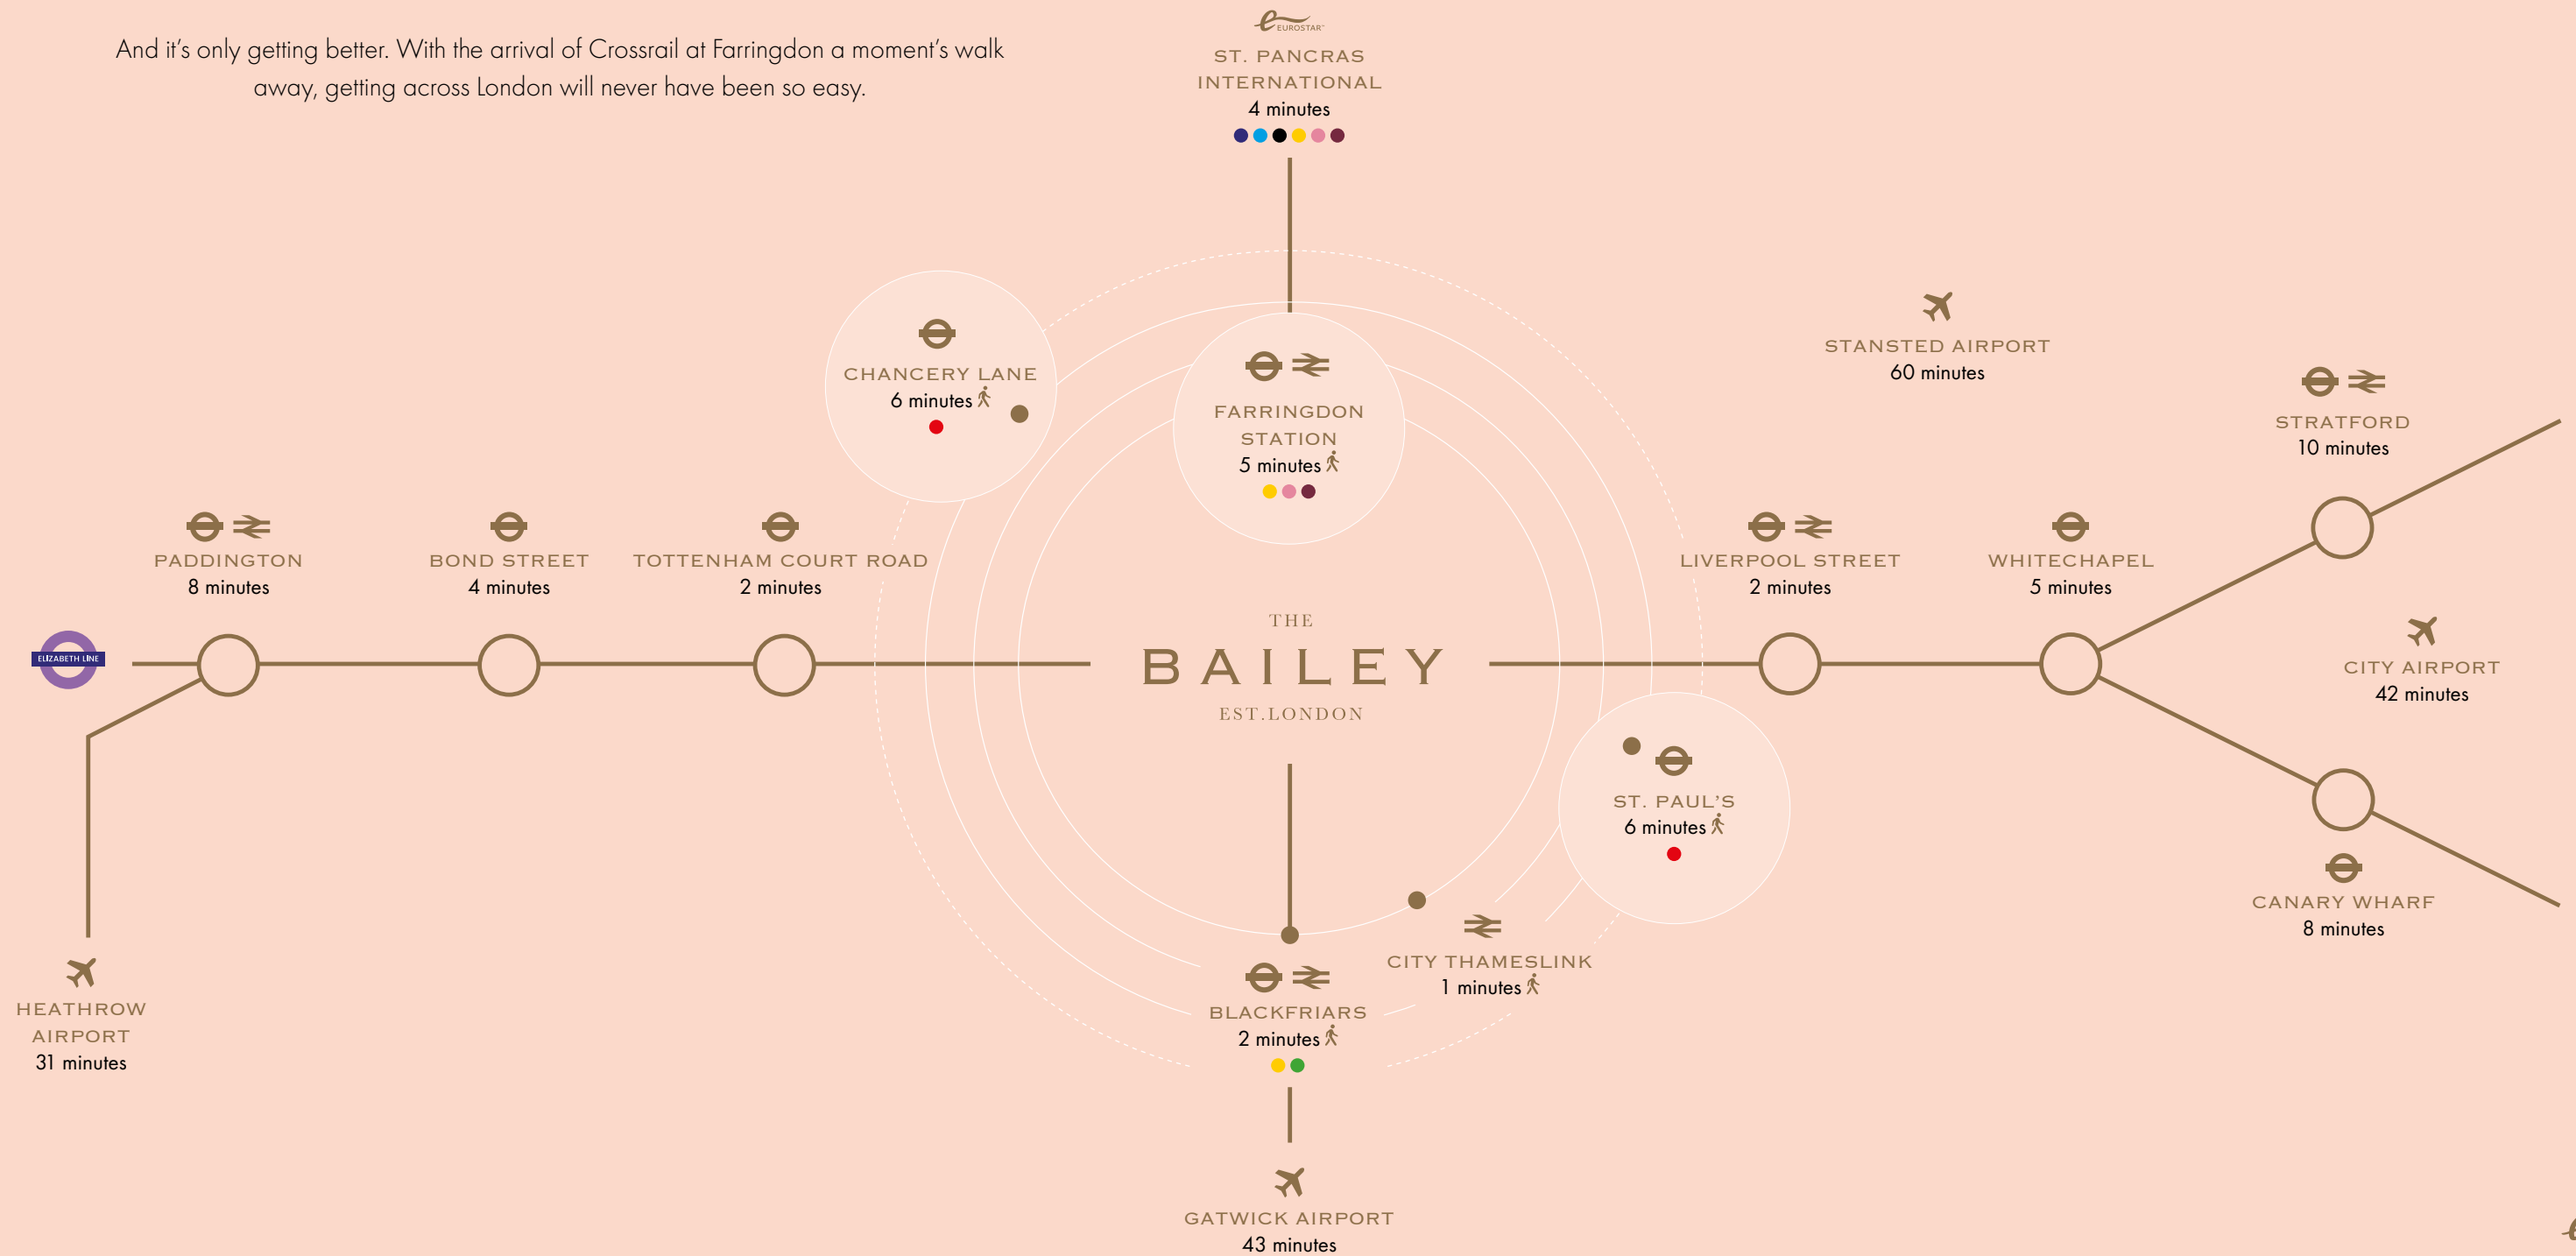 And it's only getting better. With the arrival of Crossrail at Farringdon a moment's walk
away, getting across London will never have been so easy.
EUROSTAR
ST. PANCRAS
INTERNATIONAL
4 minutes
CHANCERY LANE
6 minutes
FARRINGDON
STATION
5 minutes
STANSTED AIRPORT
60 minutes
STRATFORD
10 minutes
PADDINGTON
8 minutes
BOND STREET
4 minutes
TOTTENHAM COURT ROAD
2 minutes
LIVERPOOL STREET
2 minutes
WHITECHAPEL
5 minutes
ELIZABETH LINE
THE
BAILEY
EST.LONDON
CITY AIRPORT
42 minutes
ST. PAUL'S
6 minutes
CANARY WHARF
8 minutes
CITY THAMESLINK
1 minutes
BLACKFRIARS
2 minutes
HEATHROW
AIRPORT
31 minutes
GATWICK AIRPORT
43 minutes